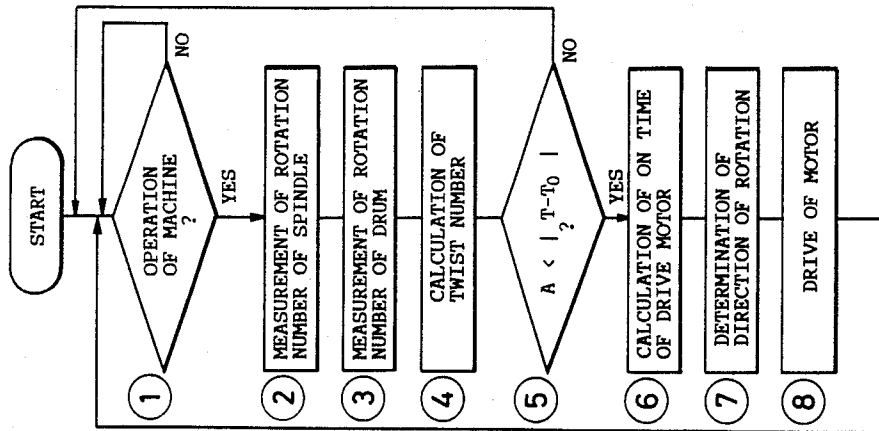 START
1
OPERATION
OF MACHINE
?
NO
YES
2
MEASUREMENT OF ROTATION
NUMBER OF SPINDLE
3
MEASUREMENT OF ROTATION
NUMBER OF DRUM
4
CALCULATION OF
TWIST NUMBER
5
A < | T-T0 |
?
NO
YES
6
CALCULATION OF ON TIME
OF DRIVE MOTOR
7
DETERMINATION OF
DIRECTION OF ROTATION
8
DRIVE OF MOTOR